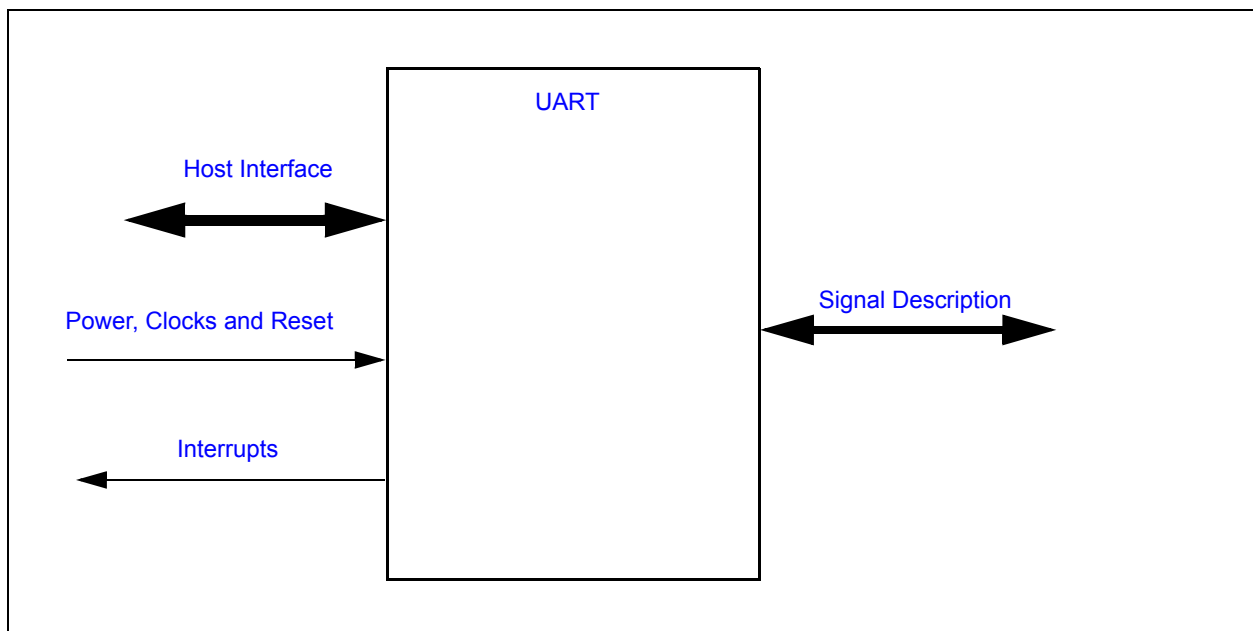 UART
Host Interface
Signal Description
Power, Clocks and Reset
Interrupts